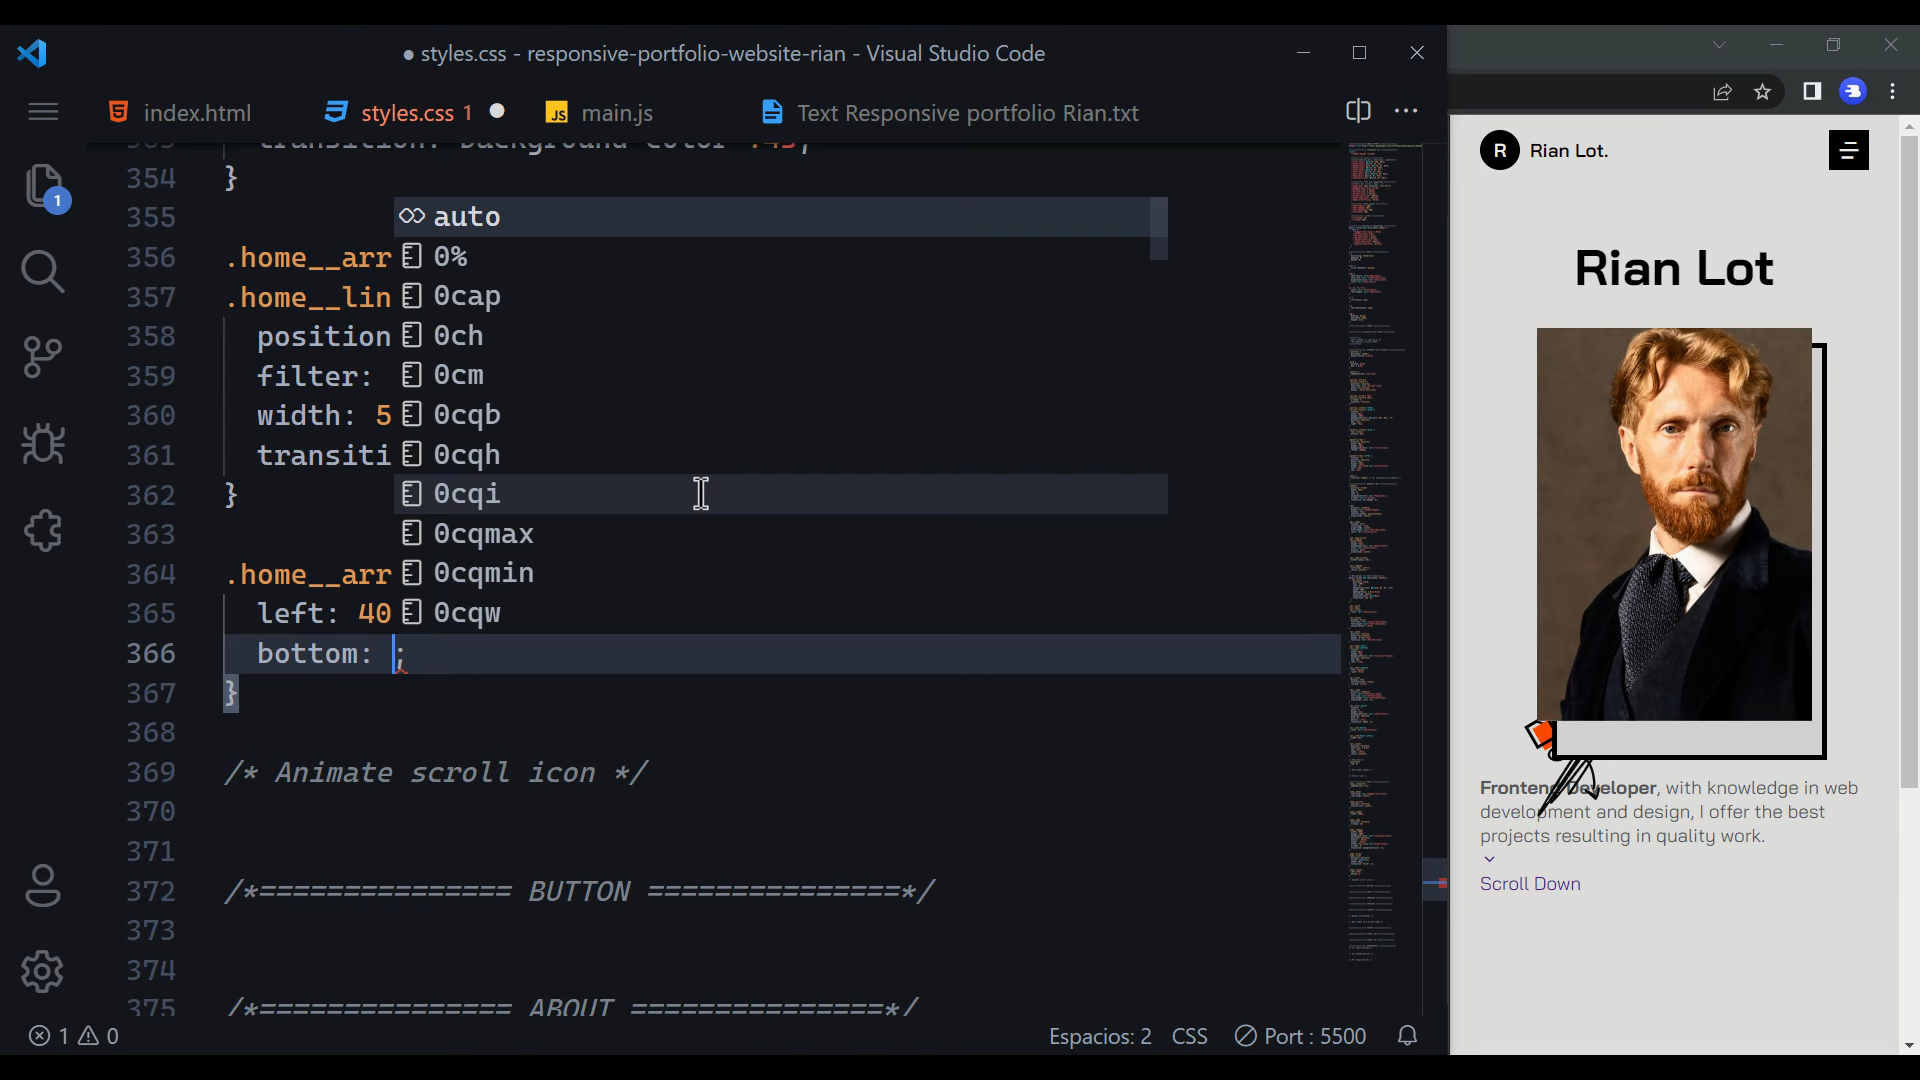 styles.css - responsive-portfolio-website-rian - Visual Studio Code
index.html
styles.css 1
main.js
Text Responsive portfolio Rian.txt
354 }
355
auto
356 .home__arr
0%
357 .home__lin
0cap
358 position
0ch
359 filter:
0cm
360 width: 5
0cqb
361 transiti
0cqh
362 }
0cqi
363
0cqmax
364 .home__arr
0cqmin
365 left: 40
0cqw
366 bottom: ;
367 }
368
369 /* Animate scroll icon */
370
371
372 /*=============== BUTTON ===============*/
373
374
375 /*=============== ABOUT ===============*/
1
1 0
Espacios: 2 CSS Port : 5500
R Rian Lot.
Rian Lot
Frontend Developer, with knowledge in web
development and design, I offer the best
projects resulting in quality work.
Scroll Down